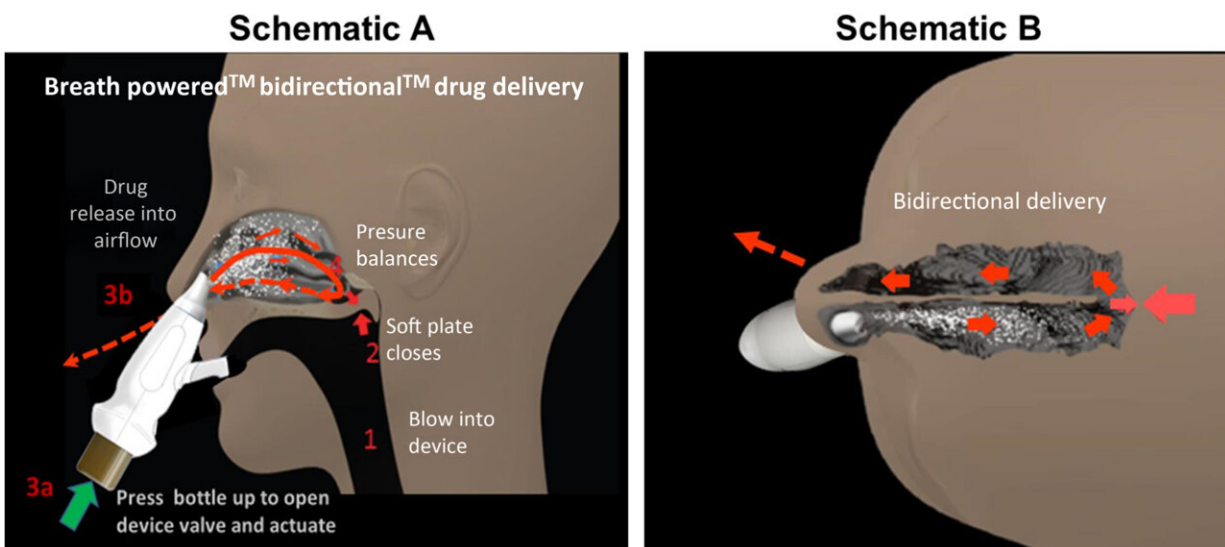 Schematic A
Schematic B
Breath powered™ bidirectional™ drug delivery
Drug
release into
airflow
Presure
balances
4
3b
Soft plate
closes
2
Blow into
device
1
3a
Press bottle up to open
device valve and actuate
Bidirectional delivery